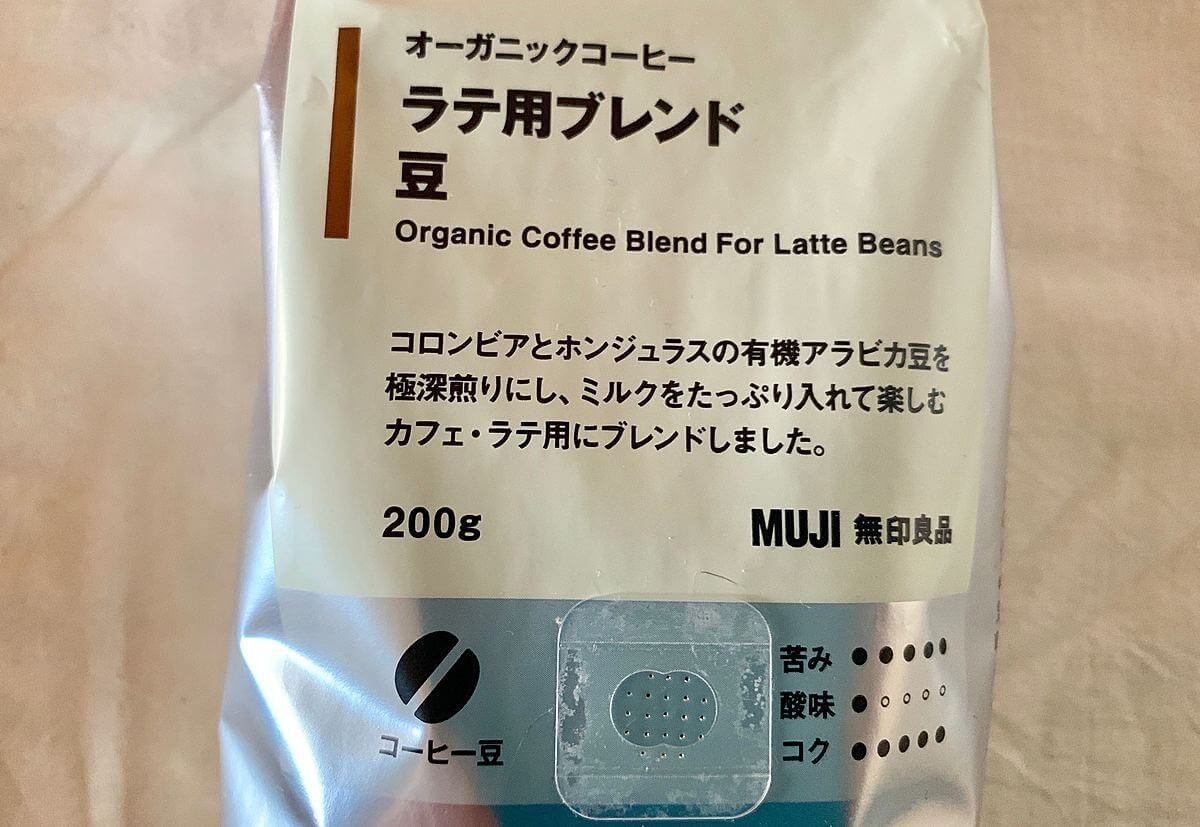 オーガニックコーヒー
ラテ用ブレンド
豆
Organic Coffee Blend For Latte Beans
コロンビアとホンジュラスの有機アラビカ豆を
極深煎りにし、ミルクをたっぷり入れて楽しむ
カフェ・ラテ用にブレンドしました。
200g
MUJI 無印良品
コーヒー豆
苦み ●●●●●
酸味 ●○○○○
コク ●●●●●